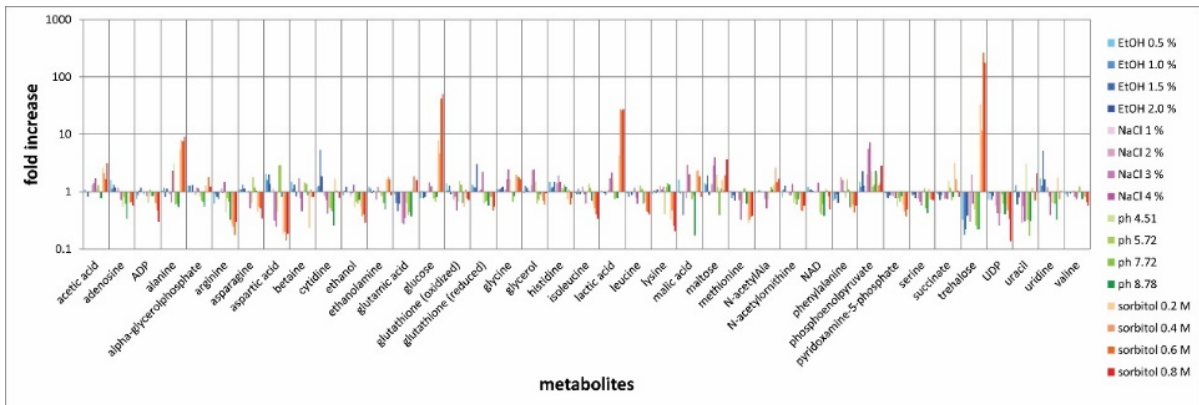 1000
100
10
1
0.1
fold increase
acetic acid
adenosine
ADP
alanine
alpha-glycerolphosphate
arginine
asparagine
aspartic acid
betaine
cytidine
ethanol
ethanolamine
glutamic acid
glucose
glutathione (oxidized)
glutathione (reduced)
glycine
glycerol
histidine
isoleucine
lactic acid
leucine
lysine
malic acid
maltose
methionine
N-acetylAla
N-acetylornithine
NAD
phenylalanine
phosphoenolpyruvate
pyridoxamine-5-phosphate
serine
succinate
trehalose
UDP
uracil
uridine
valine
metabolites
EtOH 0.5 %
EtOH 1.0 %
EtOH 1.5 %
EtOH 2.0 %
NaCl 1 %
NaCl 2 %
NaCl 3 %
NaCl 4 %
ph 4.51
ph 5.72
ph 7.72
ph 8.78
sorbitol 0.2 M
sorbitol 0.4 M
sorbitol 0.6 M
sorbitol 0.8 M